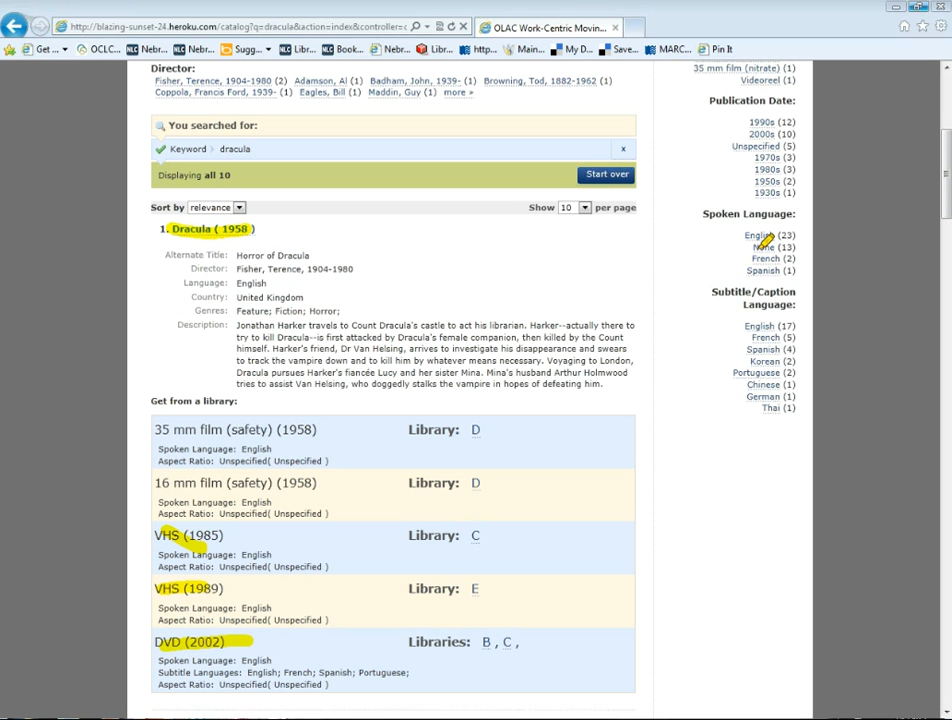 http://blazing-sunset-24.heroku.com/catalog?q=dracula&action=index&controller=c
OLAC Work-Centric Movin...
Get ...
OCLC...
Nebr...
Nebr...
Sugg...
Libr...
Book...
Nebr...
Libr...
http...
Main...
My D...
Save...
MARC...
Pin It
Director:
Fisher, Terence, 1904-1980 (2) Adamson, Al (1) Badham, John, 1939- (1) Browning, Tod, 1882-1962 (1)
Coppola, Francis Ford, 1939- (1) Eagles, Bill (1) Maddin, Guy (1) more »
You searched for:
Keyword > dracula x
Displaying all 10 Start over
Sort by relevance Show 10 per page
1. Dracula ( 1958 )
Alternate Title: Horror of Dracula
Director: Fisher, Terence, 1904-1980
Language: English
Country: United Kingdom
Genres: Feature; Fiction; Horror;
Description: Jonathan Harker travels to Count Dracula's castle to act his librarian. Harker--actually there to
try to kill Dracula--is first attacked by Dracula's female companion, then killed by the Count
himself. Harker's friend, Dr Van Helsing, arrives to investigate his disappearance and swears
to track the vampire down and to kill him by whatever means necessary. Voyaging to London,
Dracula pursues Harker's fiancée Lucy and her sister Mina. Mina's husband Arthur Holmwood
tries to assist Van Helsing, who doggedly stalks the vampire in hopes of defeating him.
Get from a library:
35 mm film (safety) (1958) Library: D
Spoken Language: English
Aspect Ratio: Unspecified( Unspecified )
16 mm film (safety) (1958) Library: D
Spoken Language: English
Aspect Ratio: Unspecified( Unspecified )
VHS (1985) Library: C
Spoken Language: English
Aspect Ratio: Unspecified( Unspecified )
VHS (1989) Library: E
Spoken Language: English
Aspect Ratio: Unspecified( Unspecified )
DVD (2002) Libraries: B , C ,
Spoken Language: English
Subtitle Languages: English; French; Spanish; Portuguese;
Aspect Ratio: Unspecified( Unspecified )
35 mm film (nitrate) (1)
Videoreel (1)
Publication Date:
1990s (12)
2000s (10)
Unspecified (5)
1970s (3)
1980s (3)
1950s (2)
1930s (1)
Spoken Language:
English (23)
None (13)
French (2)
Spanish (1)
Subtitle/Caption
Language:
English (17)
French (5)
Spanish (4)
Korean (2)
Portuguese (2)
Chinese (1)
German (1)
Thai (1)